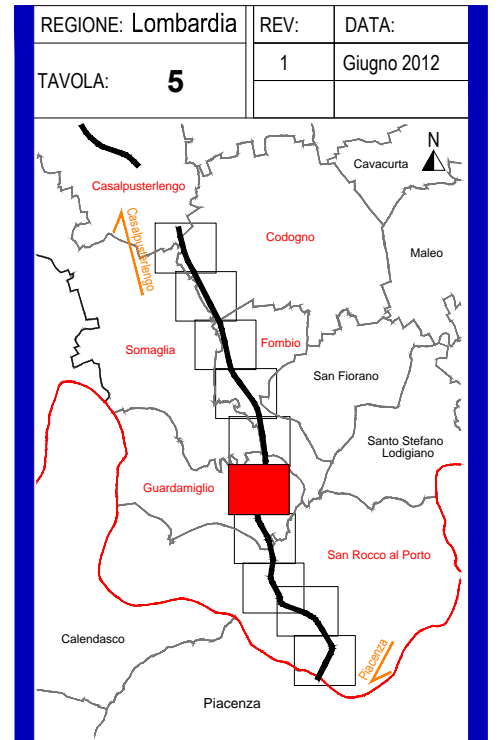 REGIONE: Lombardia
REV:
DATA:
TAVOLA: 5
1
Giugno 2012
N
Cavacurta
Casalpusterlengo
Casalpusterlengo
Codogno
Maleo
Somaglia
Fombio
San Fiorano
Santo Stefano
Lodigiano
Guardamiglio
San Rocco al Porto
Calendasco
Piacenza
Piacenza